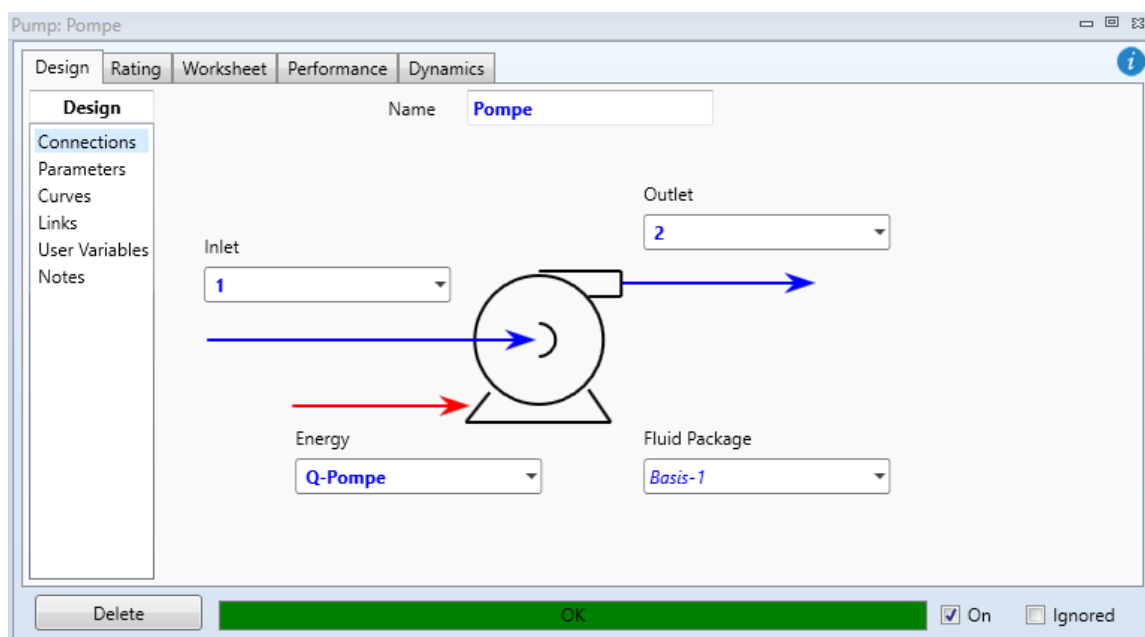 Pump: Pompe
Design Rating Worksheet Performance Dynamics
i
Design
Connections
Parameters
Curves
Links
User Variables
Notes
Name Pompe
Outlet
2
Inlet
1
Energy
Q-Pompe
Fluid Package
Basis-1
Delete OK On Ignored